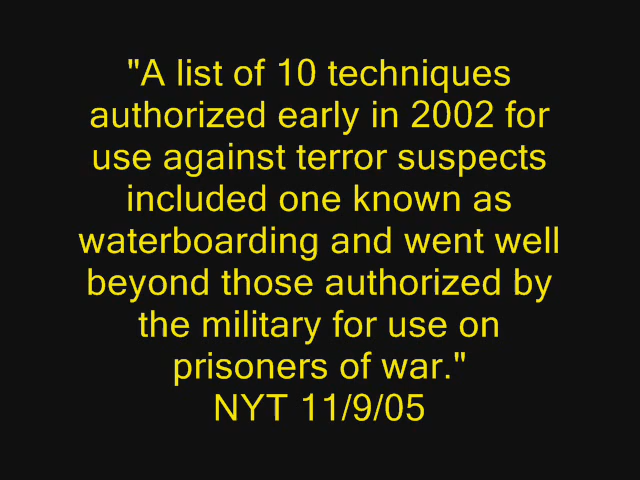 "A list of 10 techniques
authorized early in 2002 for
use against terror suspects
included one known as
waterboarding and went well
beyond those authorized by
the military for use on
prisoners of war."
NYT 11/9/05